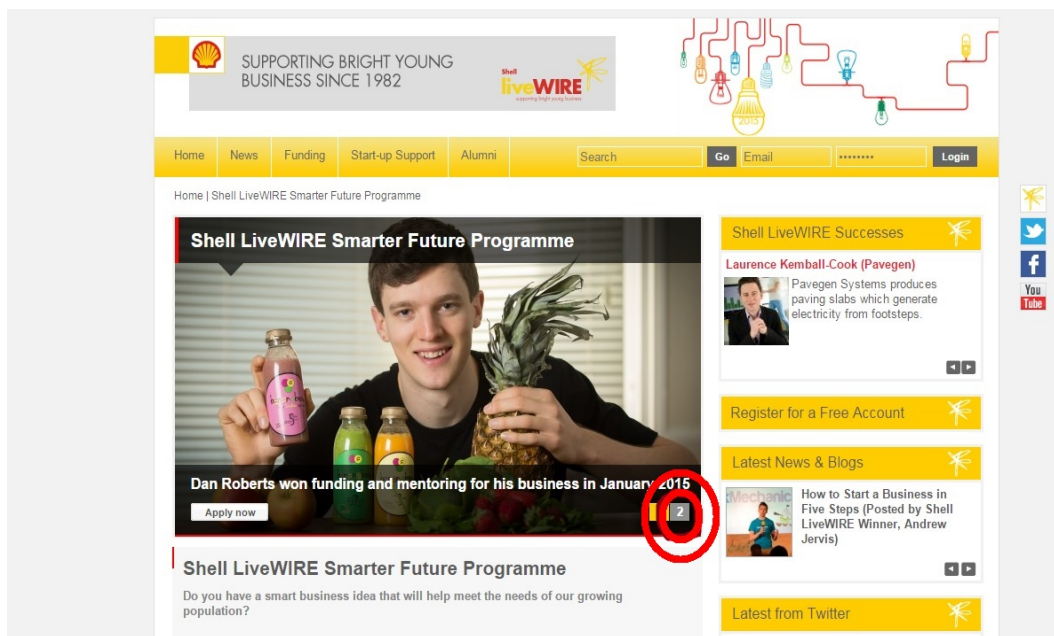 SUPPORTING BRIGHT YOUNG
BUSINESS SINCE 1982
Shell
liveWIRE
supporting bright young business
2015
Home News Funding Start-up Support Alumni Search Go Email •••••••• Login
Home | Shell LiveWIRE Smarter Future Programme
Shell LiveWIRE Smarter Future Programme
Dan Roberts won funding and mentoring for his business in January 2015
Apply now
2
Shell LiveWIRE Smarter Future Programme
Do you have a smart business idea that will help meet the needs of our growing
population?
Shell LiveWIRE Successes
Laurence Kemball-Cook (Pavegen)
Pavegen Systems produces
paving slabs which generate
electricity from footsteps.
Register for a Free Account
Latest News & Blogs
Mechanic
How to Start a Business in
Five Steps (Posted by Shell
LiveWIRE Winner, Andrew
Jervis)
Latest from Twitter
You
Tube